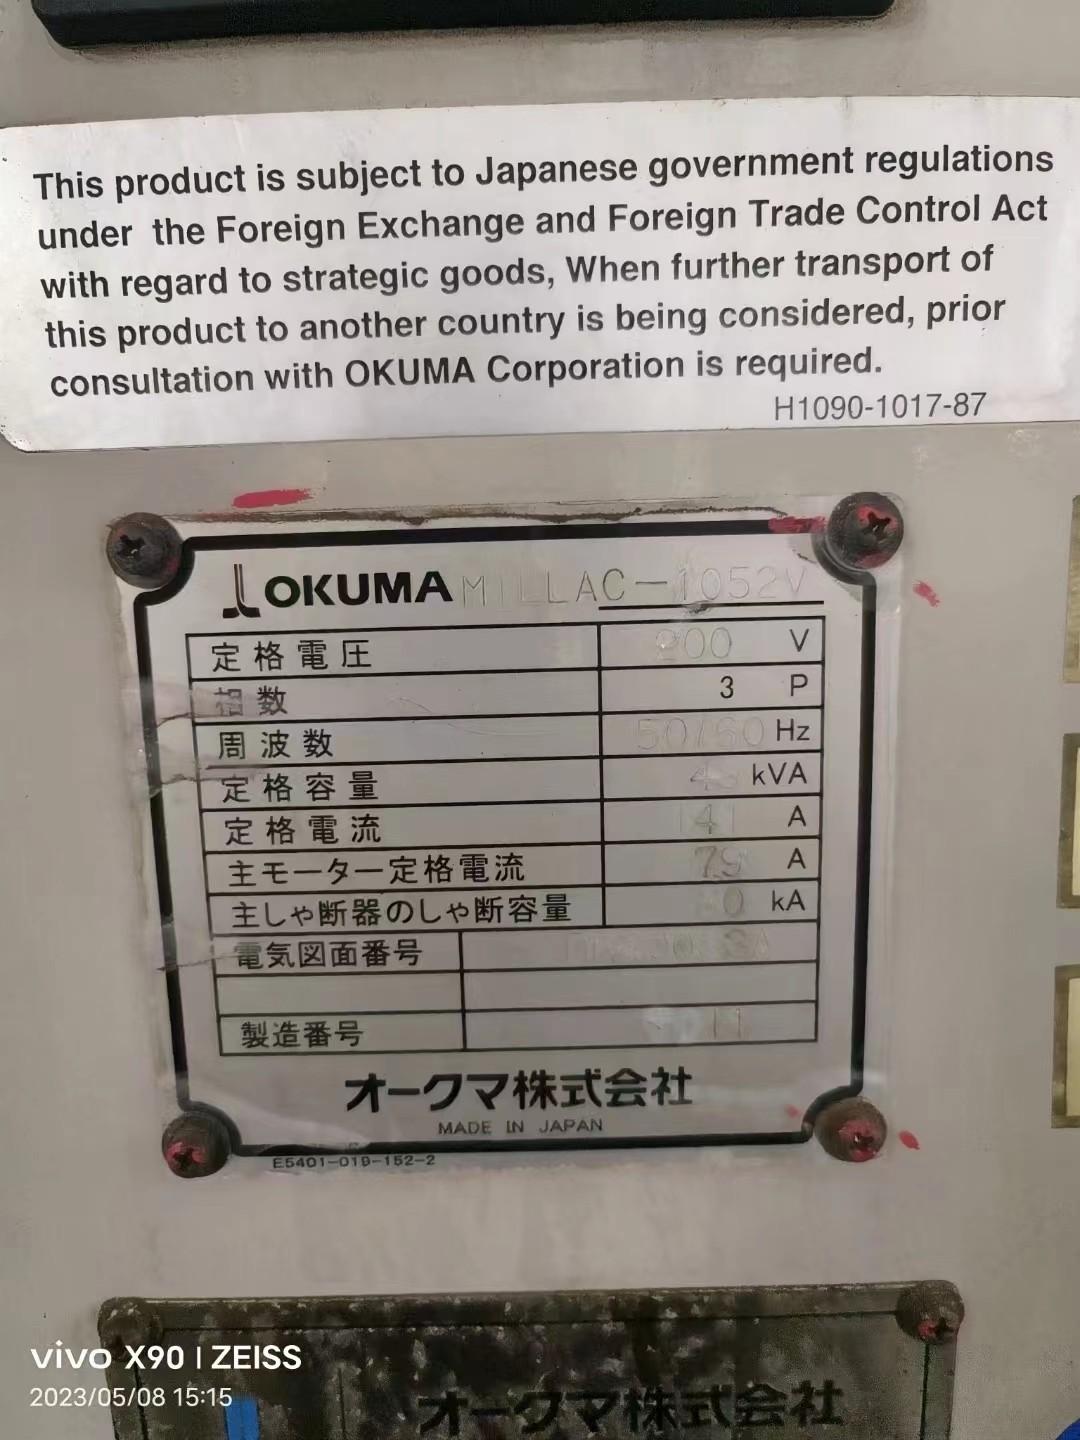 This product is subject to Japanese government regulations
under the Foreign Exchange and Foreign Trade Control Act
with regard to strategic goods, When further transport of
this product to another country is being considered, prior
consultation with OKUMA Corporation is required.
H1090-1017-87
OKUMA MILLAC-1052V
定格電圧 200 V
相数 3 P
周波数 50/60 Hz
定格容量 kVA
定格電流 141 A
主モーター定格電流 79 A
主しゃ断器のしゃ断容量 kA
電気図面番号
製造番号
オークマ株式会社
MADE IN JAPAN
E5401-019-152-2
オークマ株式会社
vivo X90 | ZEISS
2023/05/08 15:15